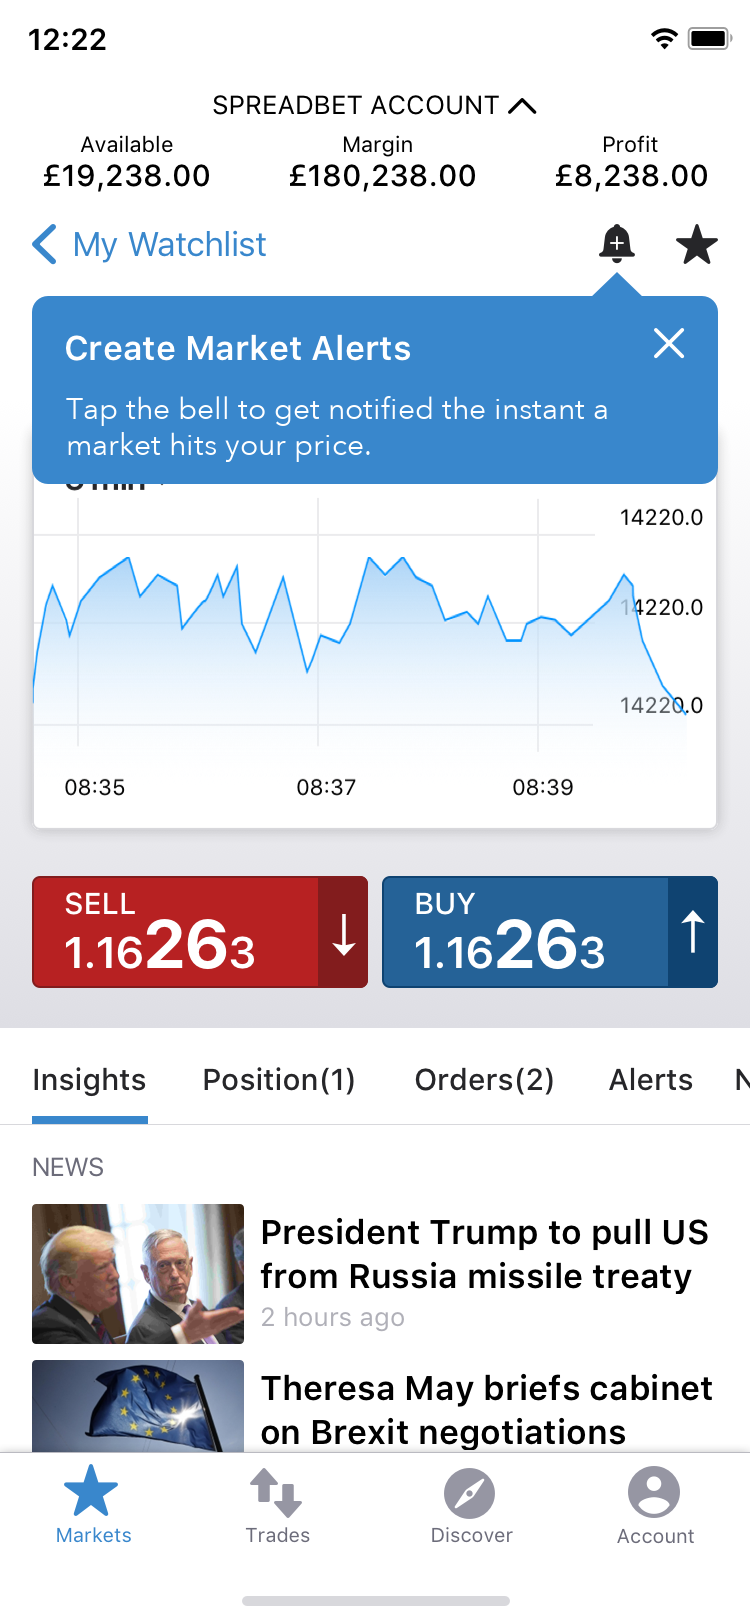 12:22
SPREADBET ACCOUNT
Available Margin Profit
£19,238.00 £180,238.00 £8,238.00
My Watchlist
Create Market Alerts
Tap the bell to get notified the instant a
market hits your price.
14220.0
14220.0
14220.0
08:35 08:37 08:39
SELL BUY
1.16263 1.16263
Insights Position(1) Orders(2) Alerts
NEWS
President Trump to pull US
from Russia missile treaty
2 hours ago
Theresa May briefs cabinet
on Brexit negotiations
Markets Trades Discover Account